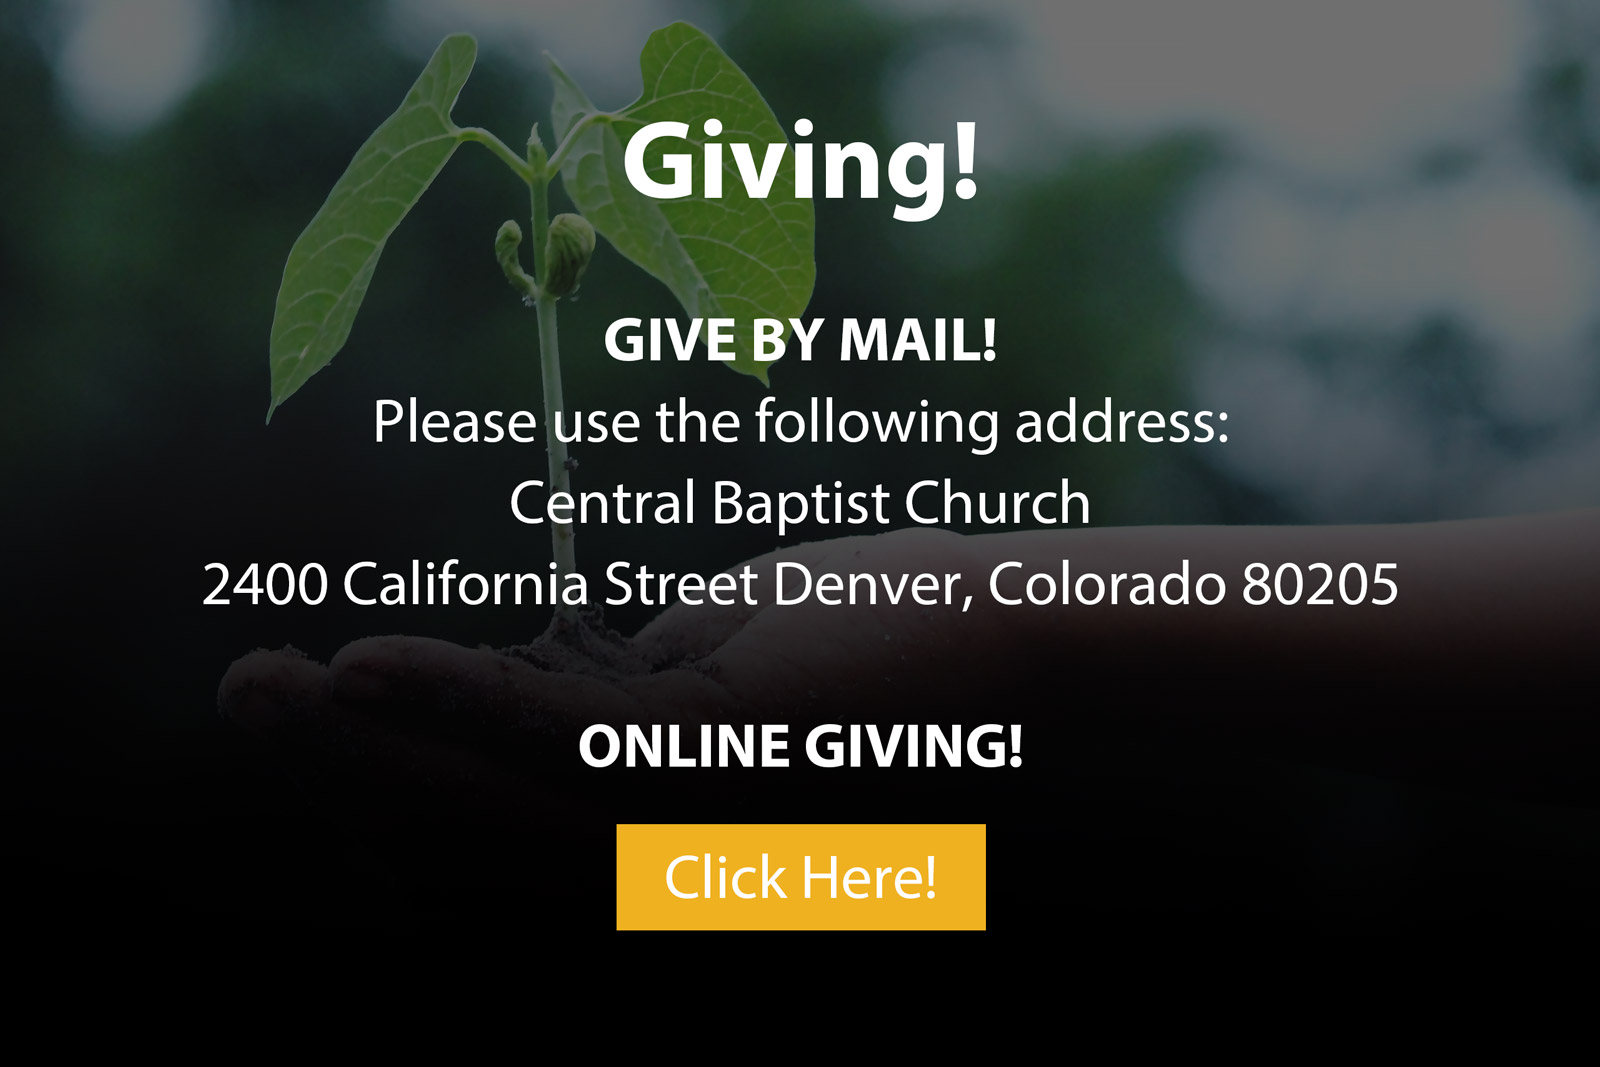 Giving!
GIVE BY MAIL!
Please use the following address:
Central Baptist Church
2400 California Street Denver, Colorado 80205
ONLINE GIVING!
Click Here!